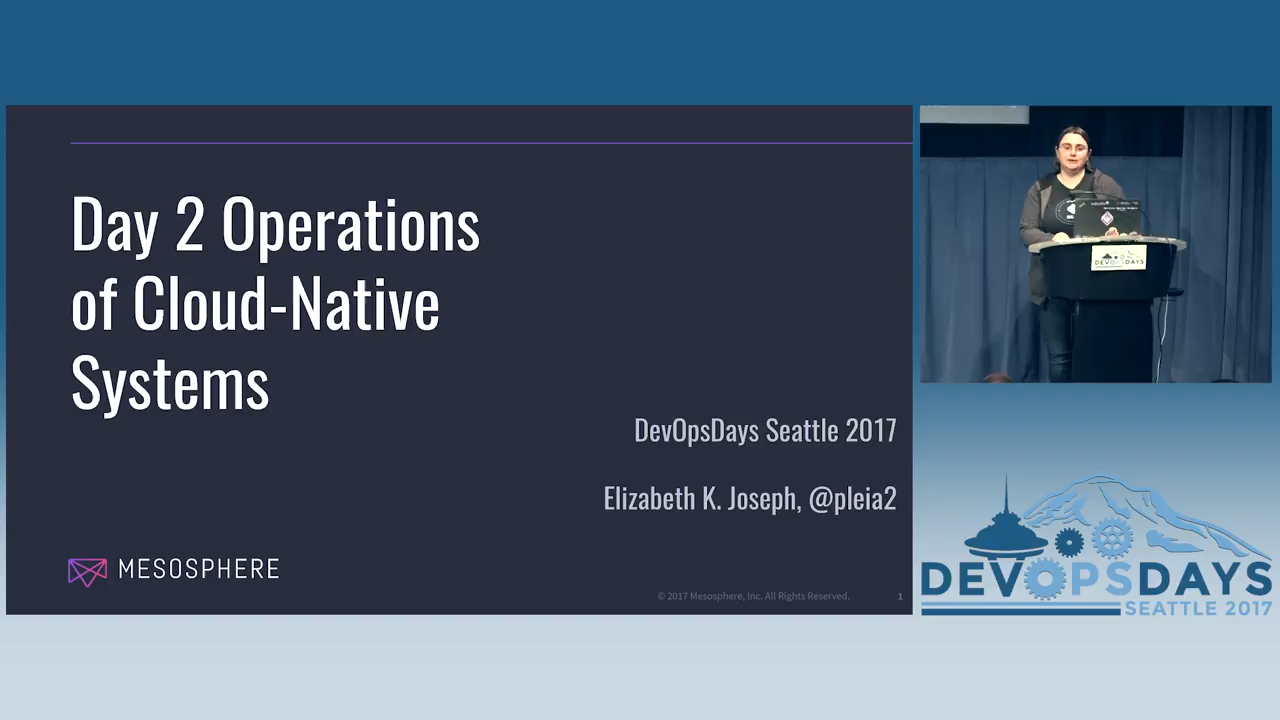 Day 2 Operations
of Cloud-Native
Systems
DevOpsDays Seattle 2017
Elizabeth K. Joseph, @pleia2
MESOSPHERE
© 2017 Mesosphere, Inc. All Rights Reserved.
1
DEVOPSDAYS
DEVOPSDAYS
SEATTLE 2017